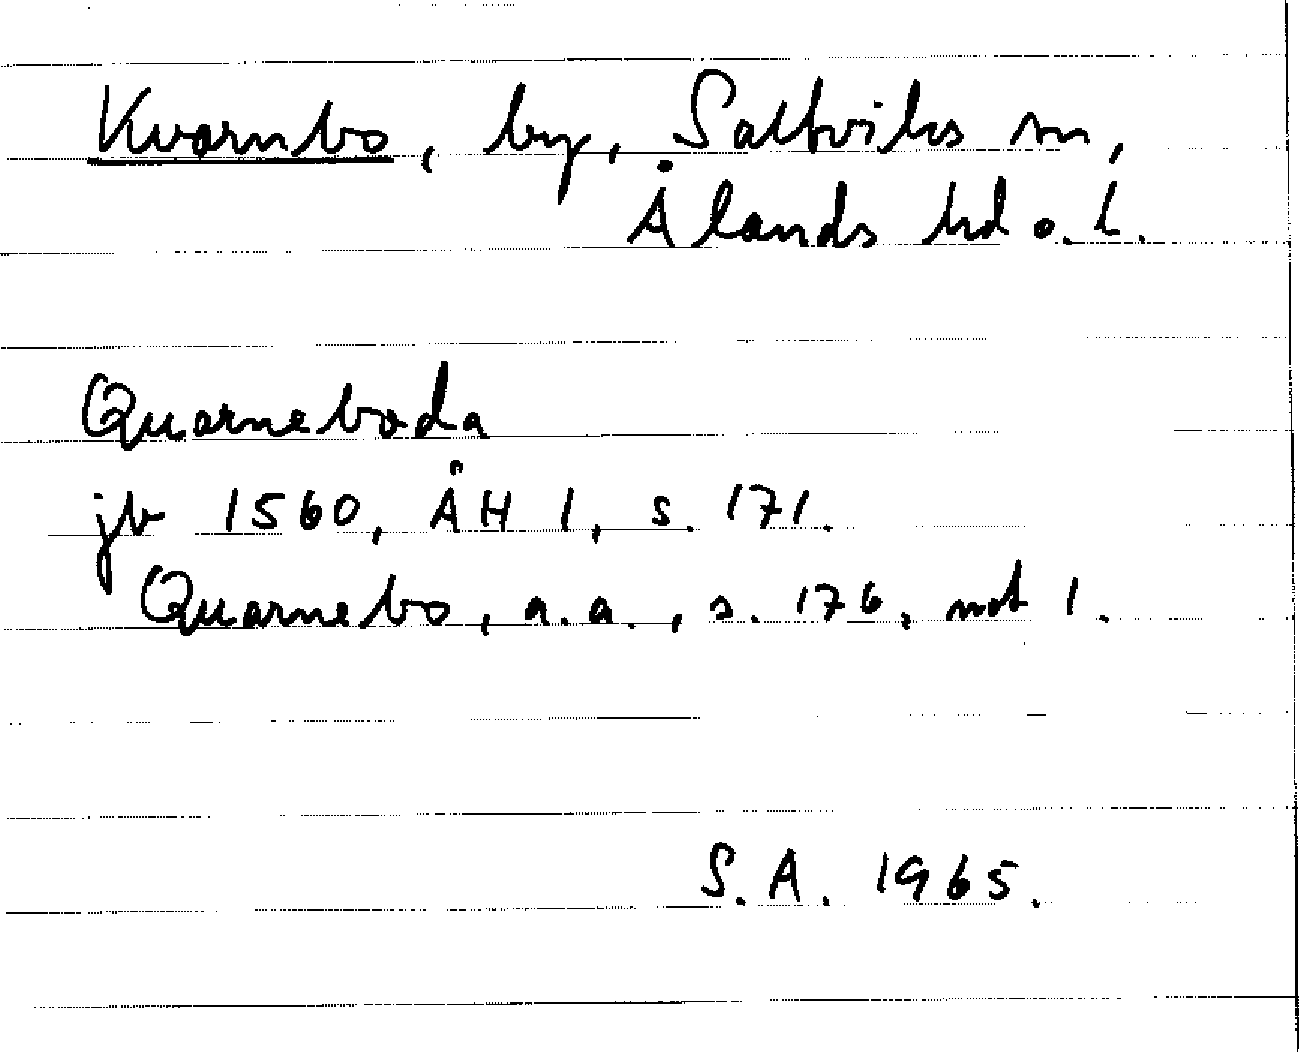 Kvarnbo, by, Saltviks sn,
Ålands hd o. l.
Quarneboda
jb 1560, ÅH 1, s. 171.
Quarnebo, a.a., s. 176, not 1.
S.A. 1965.